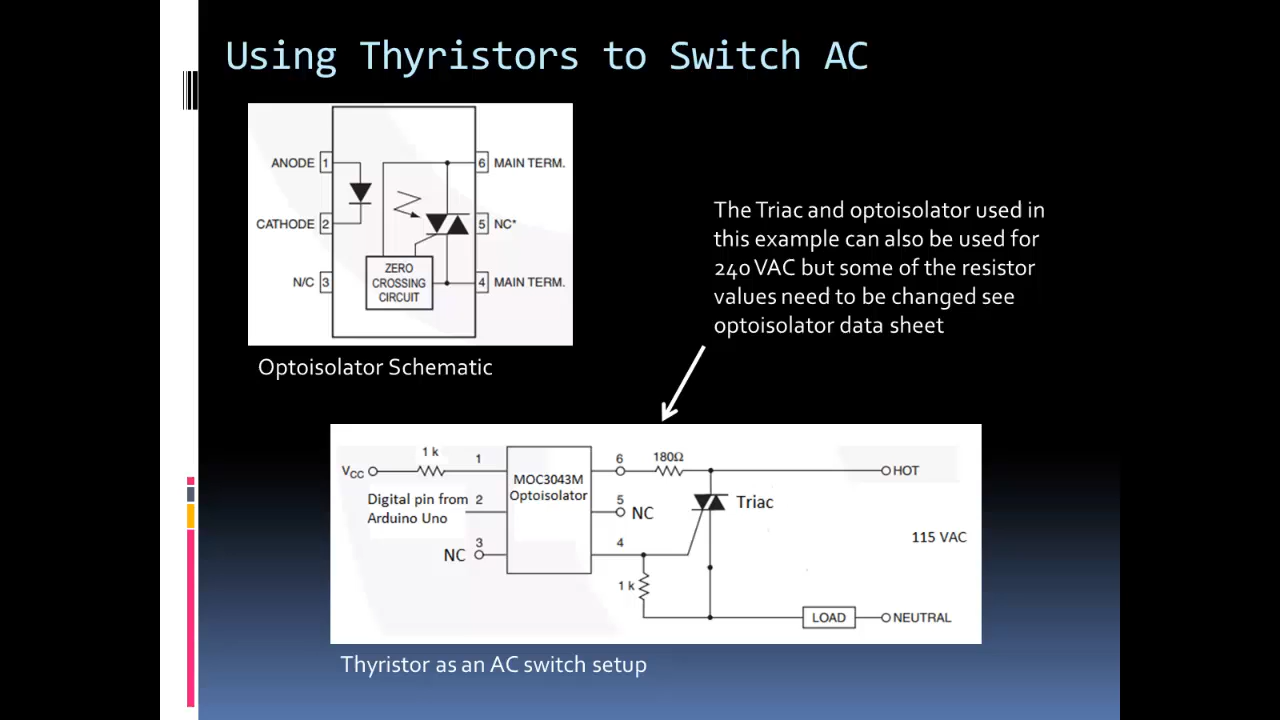 Using Thyristors to Switch AC
ANODE 1
6 MAIN TERM.
CATHODE 2
5 NC*
N/C 3
ZERO
CROSSING
CIRCUIT
4 MAIN TERM.
Optoisolator Schematic
The Triac and optoisolator used in
this example can also be used for
240 VAC but some of the resistor
values need to be changed see
optoisolator data sheet
VCC
1 k
1
MOC3043M
Optoisolator
6
180Ω
HOT
Digital pin from
Arduino Uno
2
5
NC
Triac
115 VAC
NC
3
4
1 k
LOAD
NEUTRAL
Thyristor as an AC switch setup